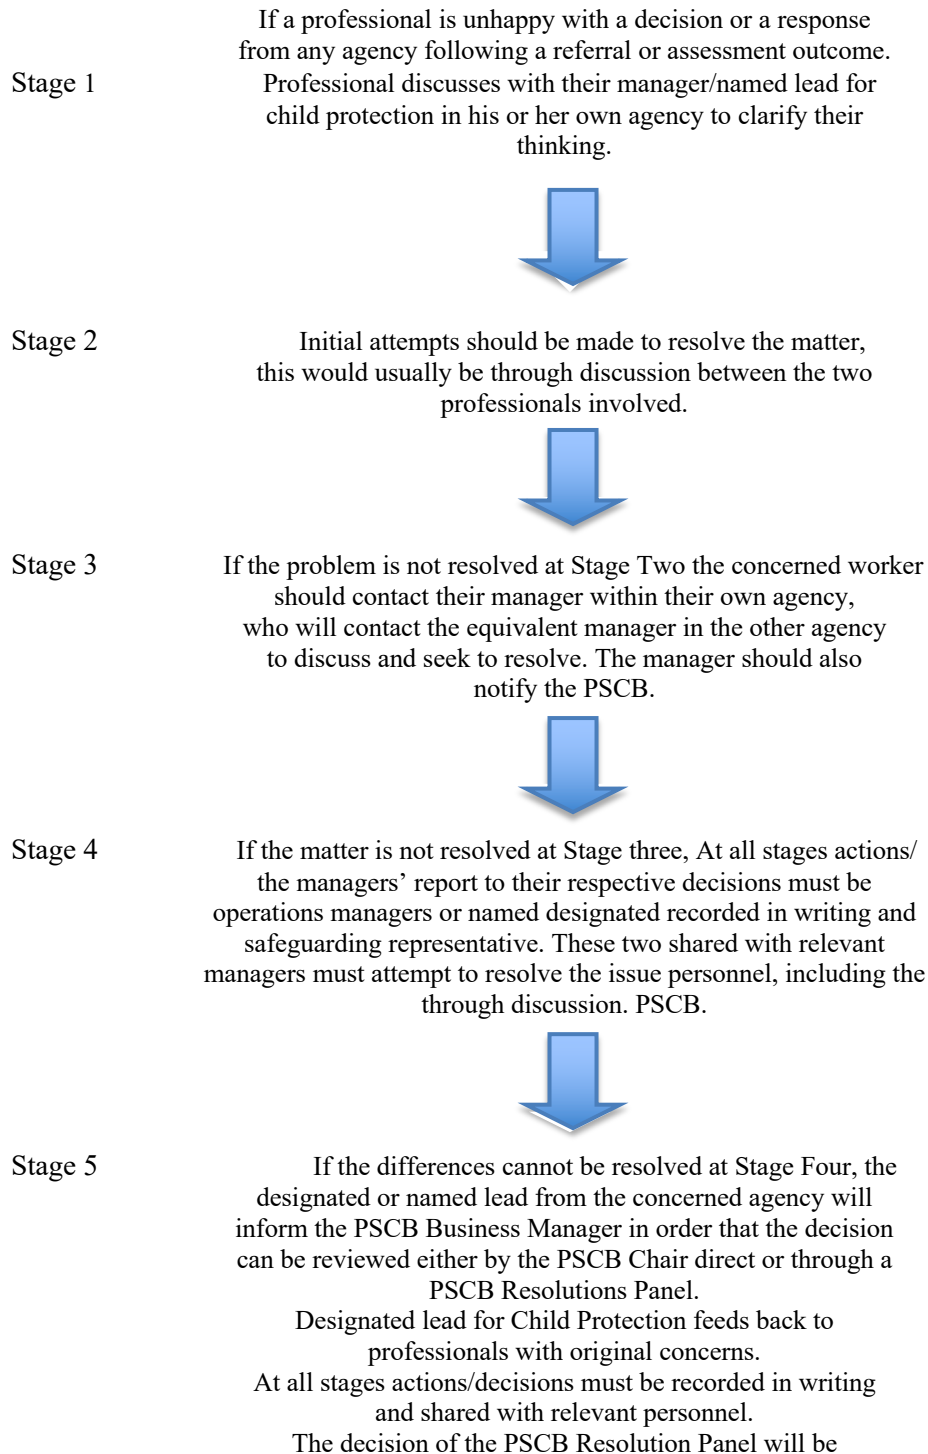 If a professional is unhappy with a decision or a response
from any agency following a referral or assessment outcome.
Stage 1 Professional discusses with their manager/named lead for
child protection in his or her own agency to clarify their
thinking.
Stage 2 Initial attempts should be made to resolve the matter,
this would usually be through discussion between the two
professionals involved.
Stage 3 If the problem is not resolved at Stage Two the concerned worker
should contact their manager within their own agency,
who will contact the equivalent manager in the other agency
to discuss and seek to resolve. The manager should also
notify the PSCB.
Stage 4 If the matter is not resolved at Stage three, At all stages actions/
the managers’ report to their respective decisions must be
operations managers or named designated recorded in writing and
safeguarding representative. These two shared with relevant
managers must attempt to resolve the issue personnel, including the
through discussion. PSCB.
Stage 5 If the differences cannot be resolved at Stage Four, the
designated or named lead from the concerned agency will
inform the PSCB Business Manager in order that the decision
can be reviewed either by the PSCB Chair direct or through a
PSCB Resolutions Panel.
Designated lead for Child Protection feeds back to
professionals with original concerns.
At all stages actions/decisions must be recorded in writing
and shared with relevant personnel.
The decision of the PSCB Resolution Panel will be